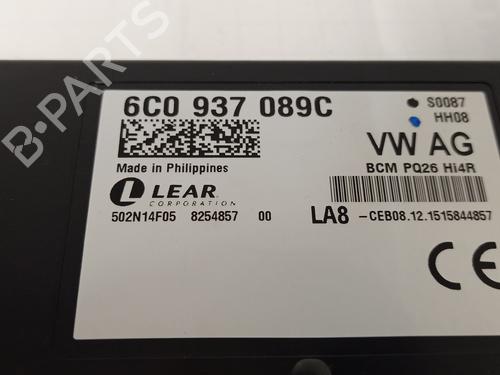 B-PARTS
6C0 937 089C
S0087
HH08
Made in Philippines
VW AG
BCM PQ26 Hi4R
LEAR
CORPORATION
502N14F05 8254857 00
LA8 -CEB08.12.1515844857
CE